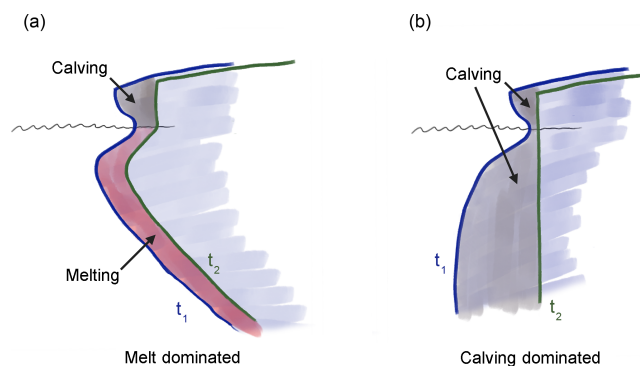 (a)
Calving
Melting
t2
t1
Melt dominated
(b)
Calving
t1
t2
Calving dominated